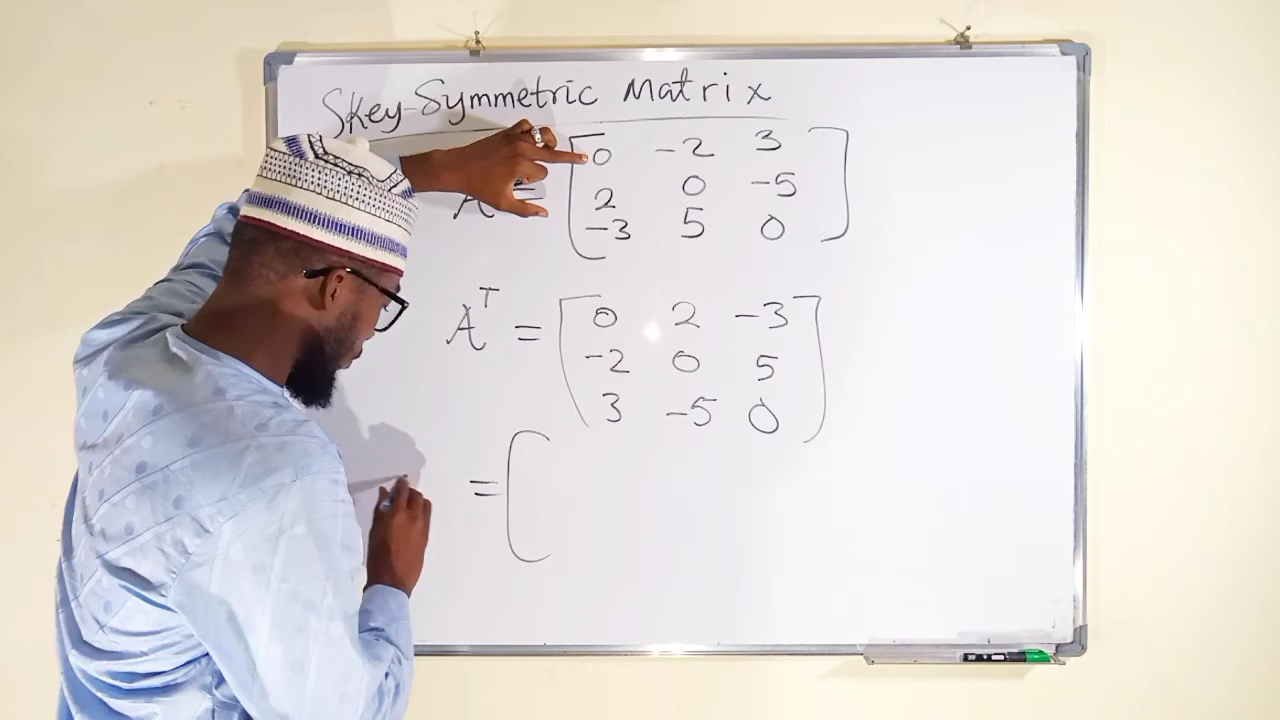 Skey-Symmetric Matrix
A = [0 -2 3
2 0 -5
-3 5 0]
Aᵀ = [0 2 -3
-2 0 5
3 -5 0]
= [